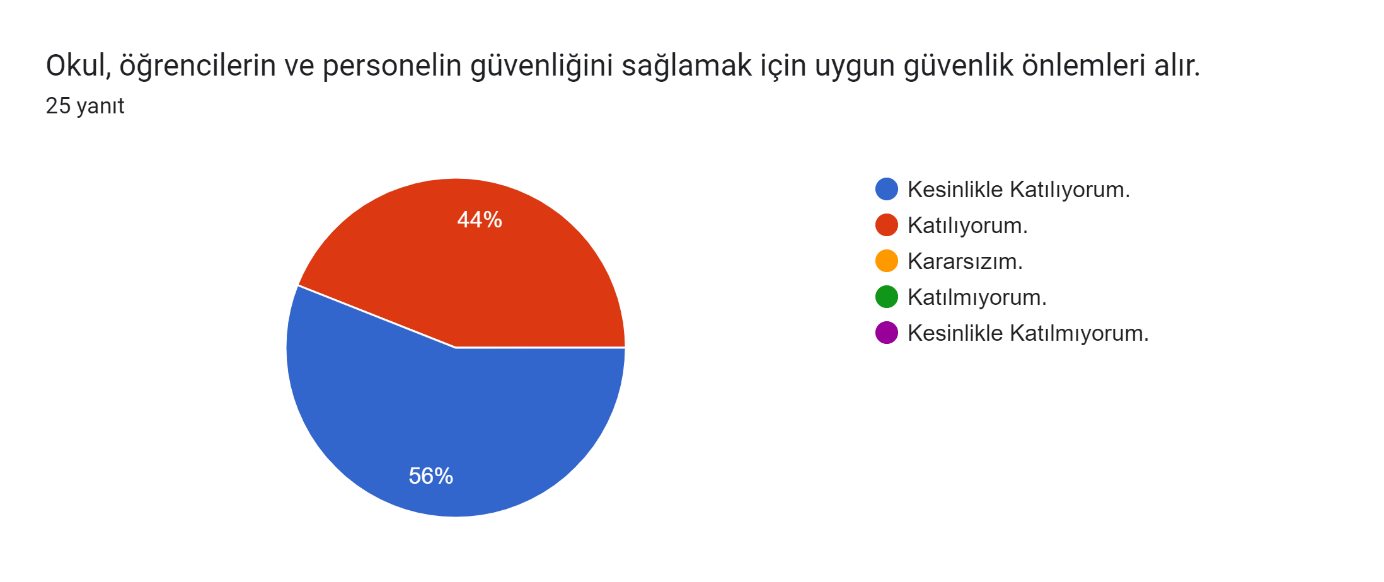 Okul, öğrencilerin ve personelin güvenliğini sağlamak için uygun güvenlik önlemleri alır.
25 yanıt
44%
56%
Kesinlikle Katılıyorum.
Katılıyorum.
Kararsızım.
Katılmıyorum.
Kesinlikle Katılmıyorum.